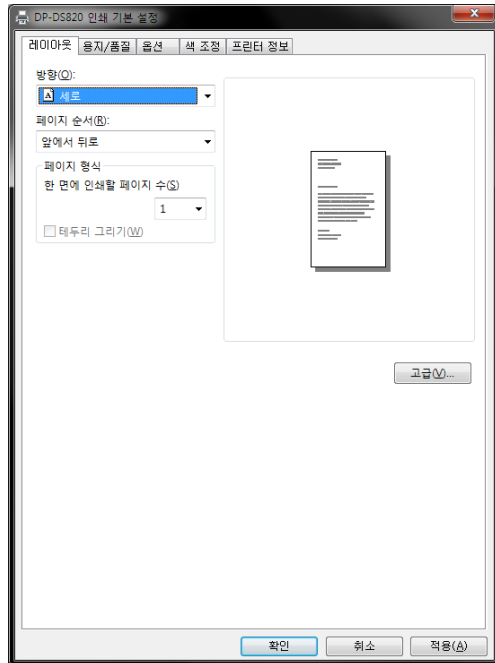 DP-DS820 인쇄 기본 설정
레이아웃 용지/품질 옵션 색 조정 프린터 정보
방향(O):
세로
페이지 순서(R):
앞에서 뒤로
페이지 형식
한 면에 인쇄할 페이지 수(S)
1
테두리 그리기(W)
고급(V)...
확인 취소 적용(A)